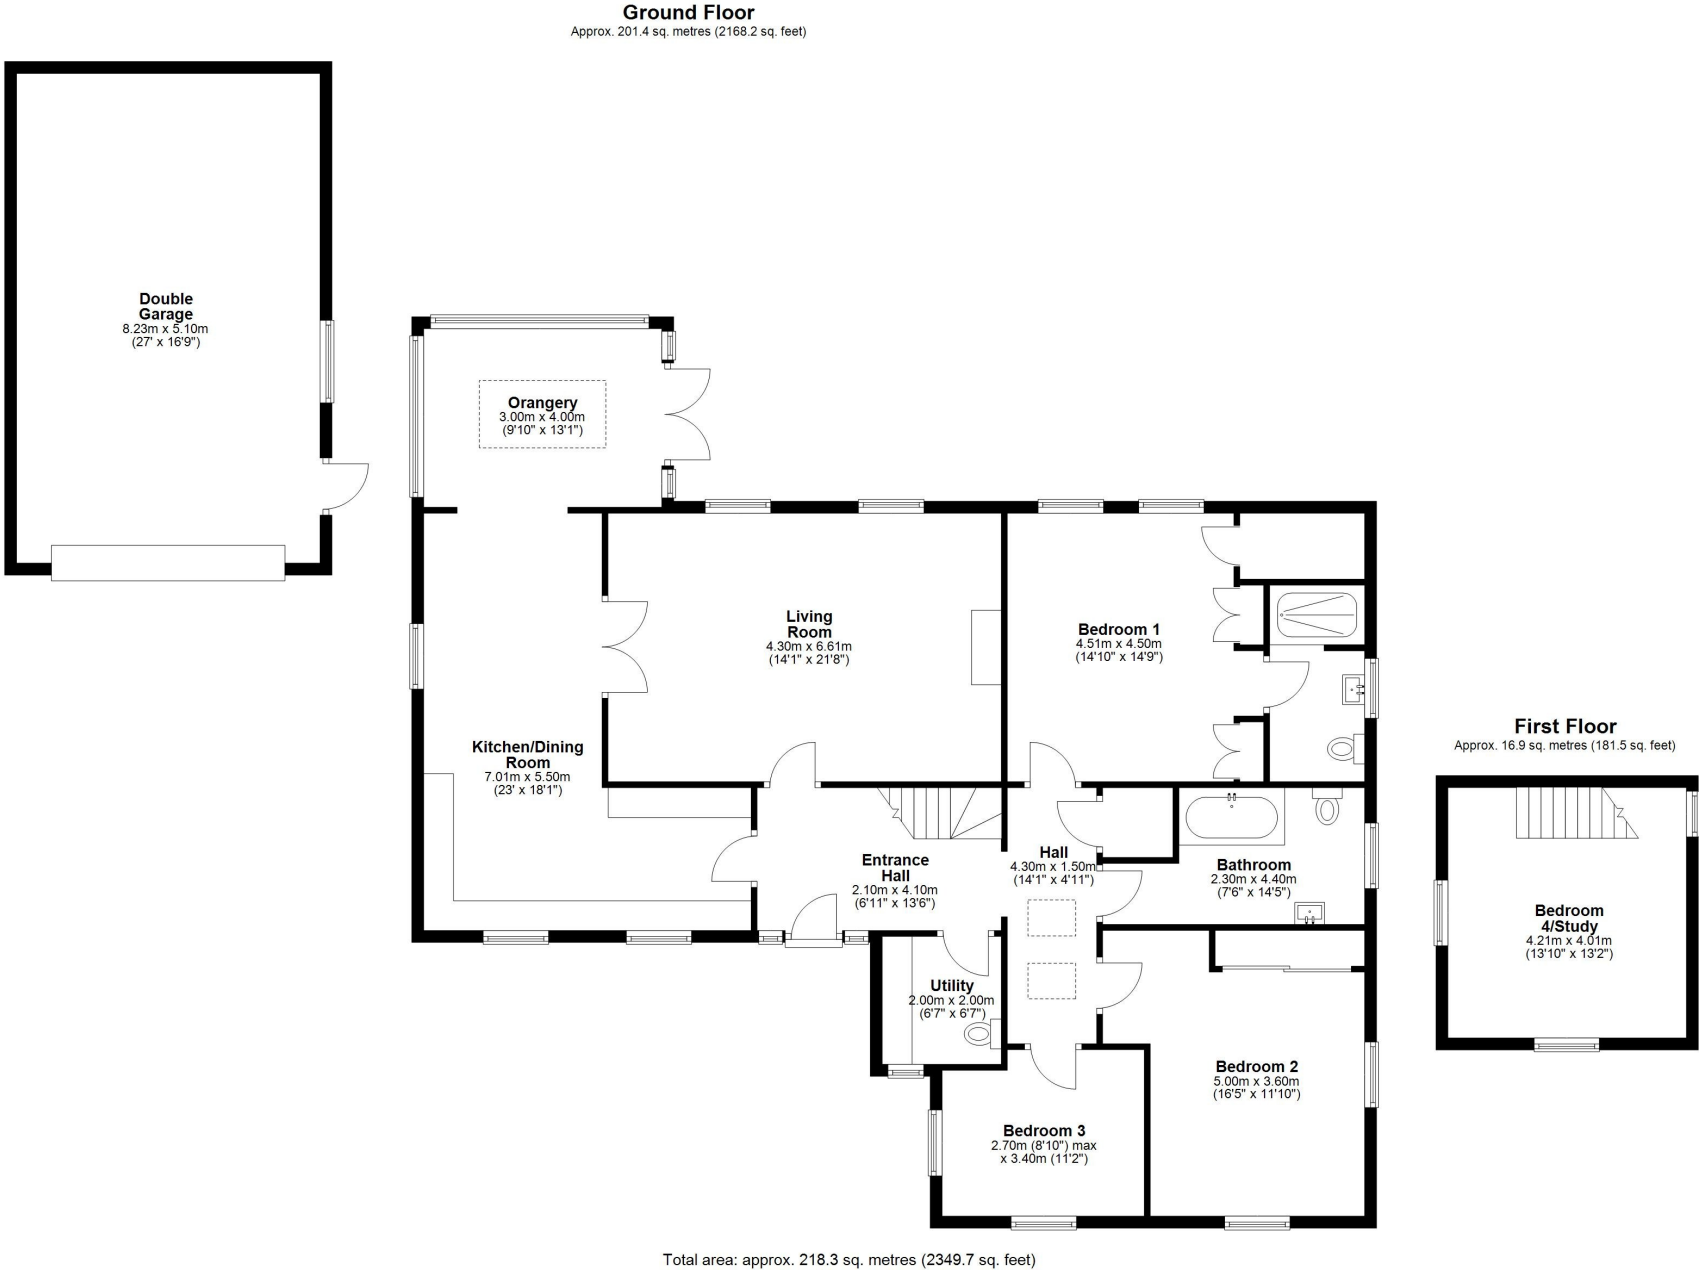 Ground Floor
Approx. 201.4 sq. metres (2168.2 sq. feet)
Double
Garage
8.23m x 5.10m
(27' x 16'9")
Orangery
3.00m x 4.00m
(9'10" x 13'1")
Living
Room
4.30m x 6.61m
(14'1" x 21'8")
Bedroom 1
4.51m x 4.50m
(14'10" x 14'9")
Kitchen/Dining
Room
7.01m x 5.50m
(23' x 18'1")
Entrance
Hall
2.10m x 4.10m
(6'11" x 13'6")
Hall
4.30m x 1.50m
(14'1" x 4'11")
Bathroom
2.30m x 4.40m
(7'6" x 14'5")
Utility
2.00m x 2.00m
(6'7" x 6'7")
Bedroom 2
5.00m x 3.60m
(16'5" x 11'10")
Bedroom 3
2.70m (8'10") max
x 3.40m (11'2")
First Floor
Approx. 16.9 sq. metres (181.5 sq. feet)
Bedroom
4/Study
4.21m x 4.01m
(13'10" x 13'2")
Total area: approx. 218.3 sq. metres (2349.7 sq. feet)